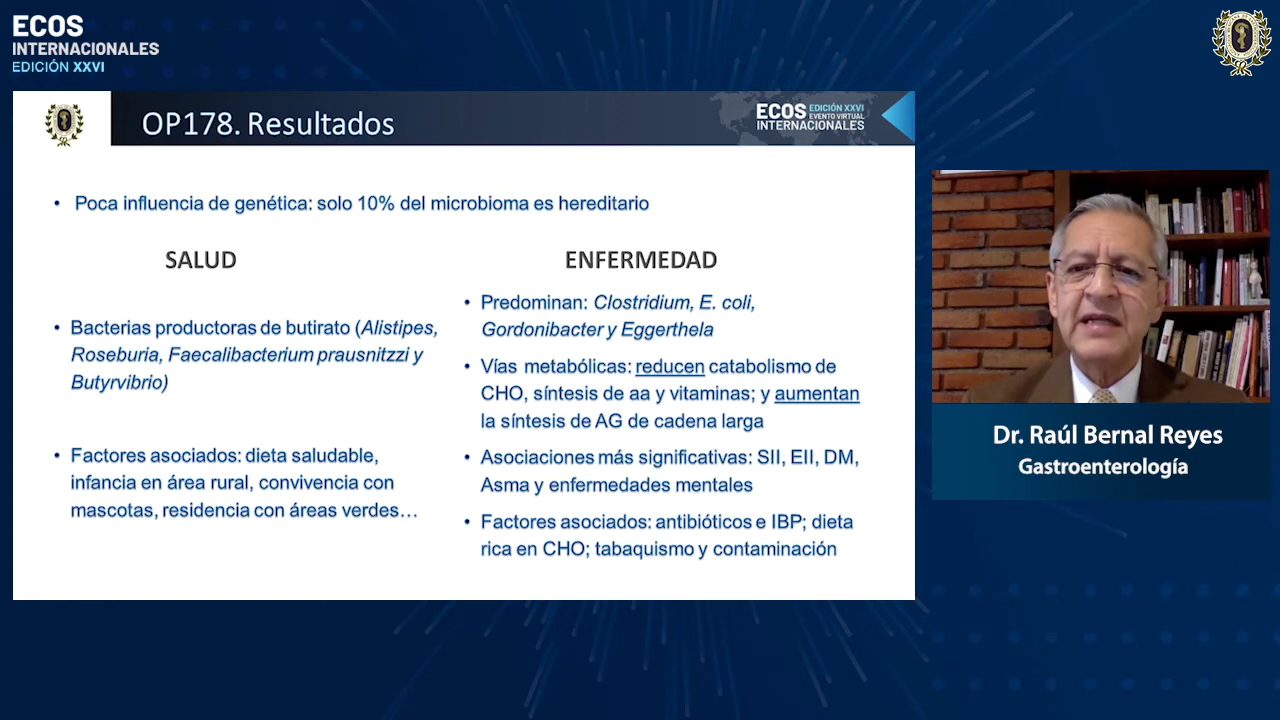 ECOS
INTERNACIONALES
EDICIÓN XXVI
OP178. Resultados
ECOS EDICIÓN XXVI
EVENTO VIRTUAL
INTERNACIONALES
• Poca influencia de genética: solo 10% del microbioma es hereditario
SALUD
• Bacterias productoras de butirato (Alistipes,
Roseburia, Faecalibacterium prausnitzzi y
Butyrvibrio)
• Factores asociados: dieta saludable,
infancia en área rural, convivencia con
mascotas, residencia con áreas verdes...
ENFERMEDAD
• Predominan: Clostridium, E. coli,
Gordonibacter y Eggerthela
• Vías metabólicas: reducen catabolismo de
CHO, síntesis de aa y vitaminas; y aumentan
la síntesis de AG de cadena larga
• Asociaciones más significativas: SII, EII, DM,
Asma y enfermedades mentales
• Factores asociados: antibióticos e IBP; dieta
rica en CHO; tabaquismo y contaminación
Dr. Raúl Bernal Reyes
Gastroenterología